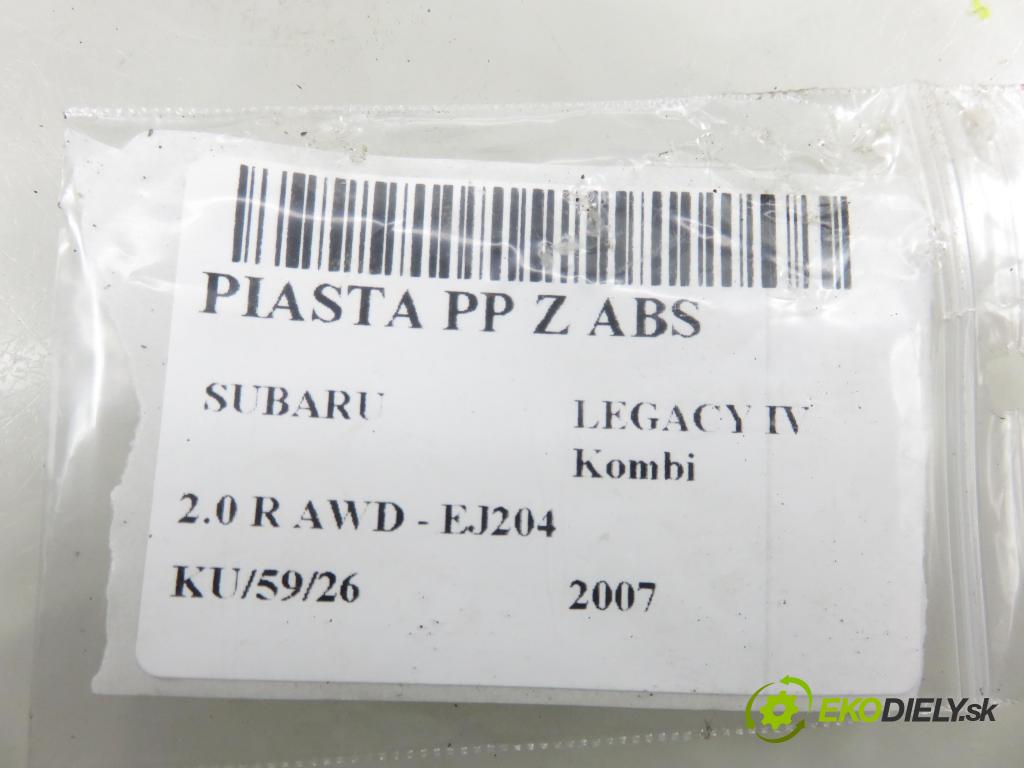 PIASTA PP Z ABS
SUBARU
LEGACY IV
Kombi
2.0 R AWD - EJ204
KU/59/26
2007
EKODIELY.sk